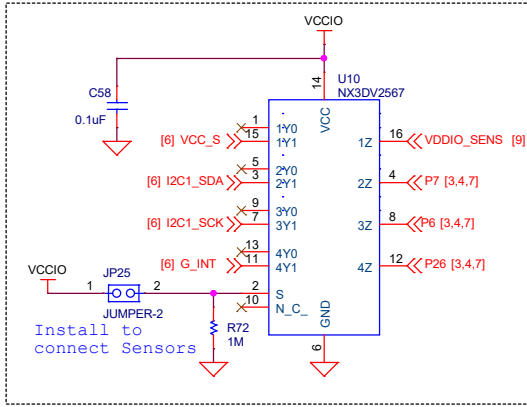 VCCIO
C58
0.1uF
14
U10
NX3DV2567
VCC
1
1Y0
[6] VCC_S
15
1Y1
1Z
16
VDDIO_SENS [9]
5
2Y0
[6] I2C1_SDA
3
2Y1
2Z
4
P7 [3,4,7]
9
3Y0
[6] I2C1_SCK
7
3Y1
3Z
8
P6 [3,4,7]
13
4Y0
[6] G_INT
11
4Y1
4Z
12
P26 [3,4,7]
VCCIO
JP25
1
2
2
S
10
N_C_
GND
JUMPER-2
Install to
connect Sensors
R72
1M
6